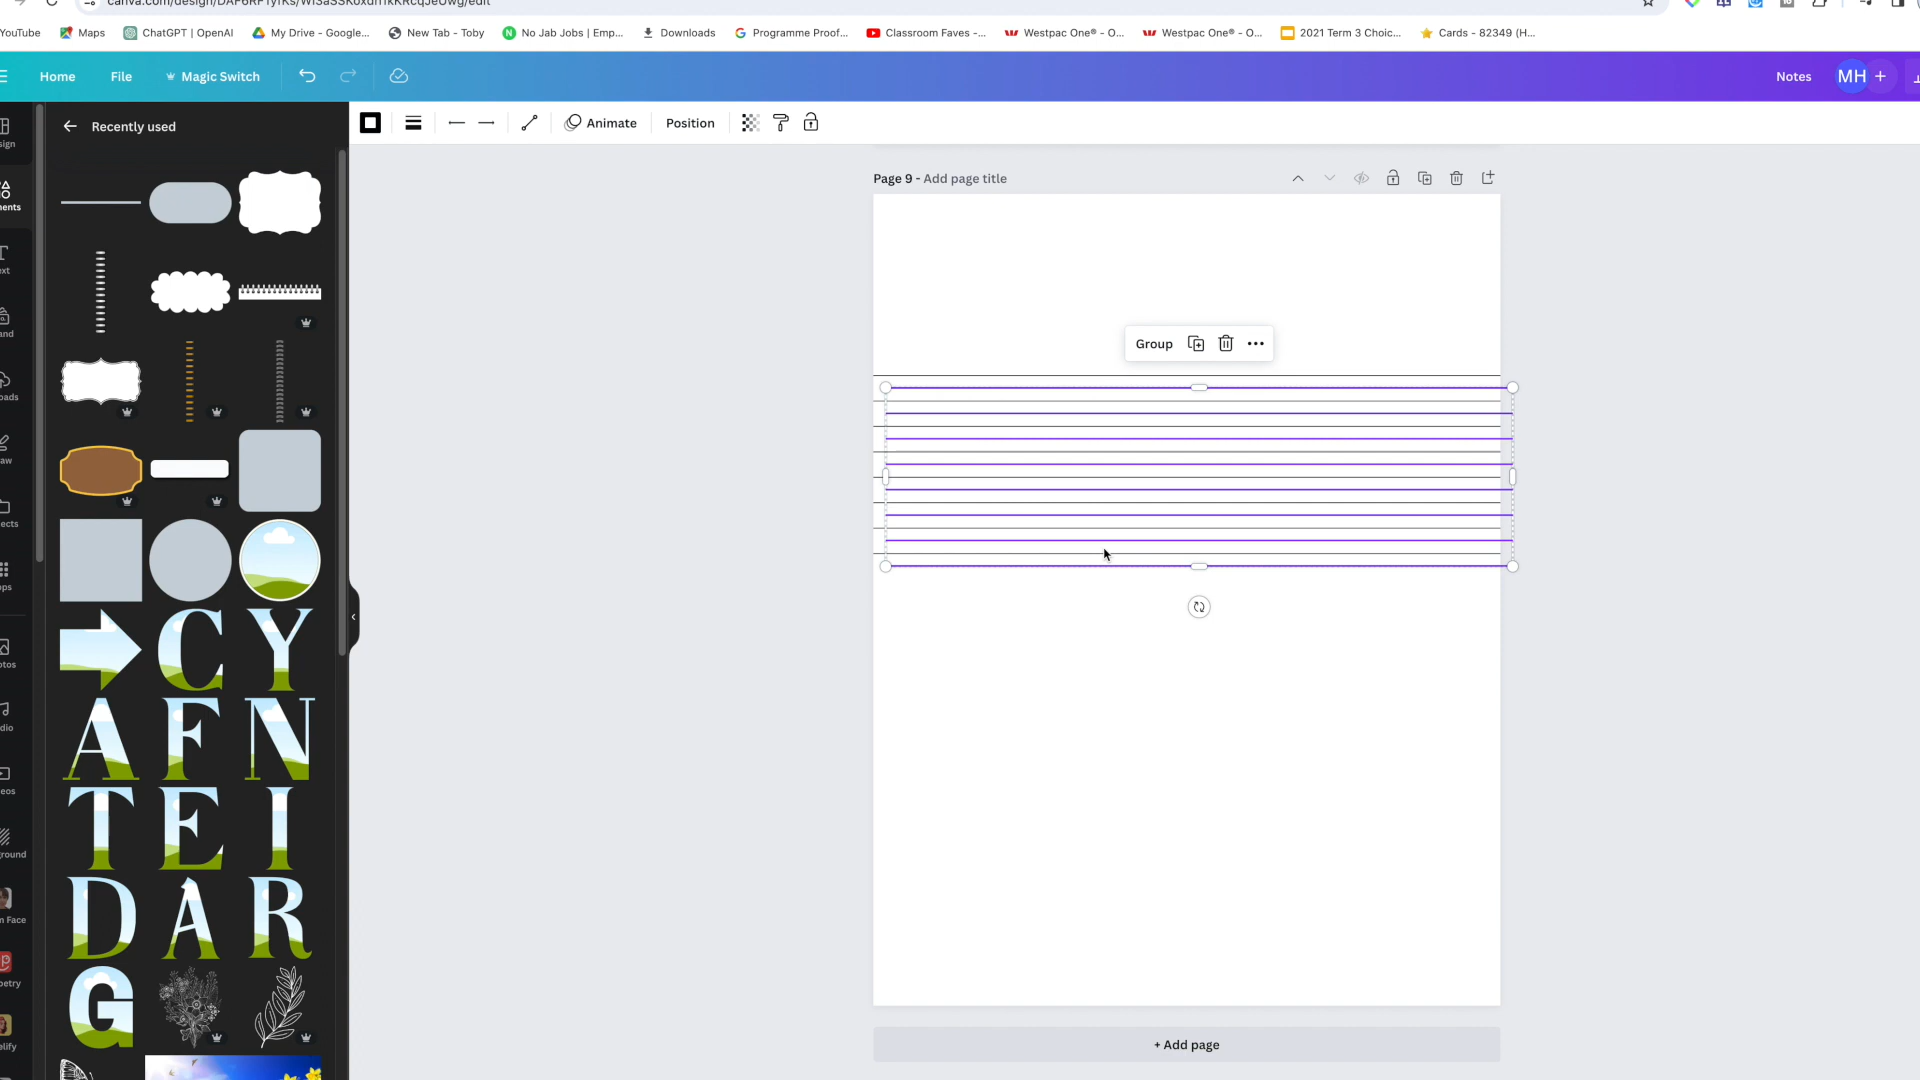 YouTube Maps ChatGPT | OpenAI My Drive - Google... New Tab - Toby No Jab Jobs | Emp... Downloads Programme Proof... Classroom Faves -... Westpac One® - O... Westpac One® - O... 2021 Term 3 Choic... Cards - 82349 (H...
Home File Magic Switch Notes MH +
Recently used
Animate Position
Page 9 - Add page title
Group
C Y
A F N
T E I
D A R
G
+ Add page